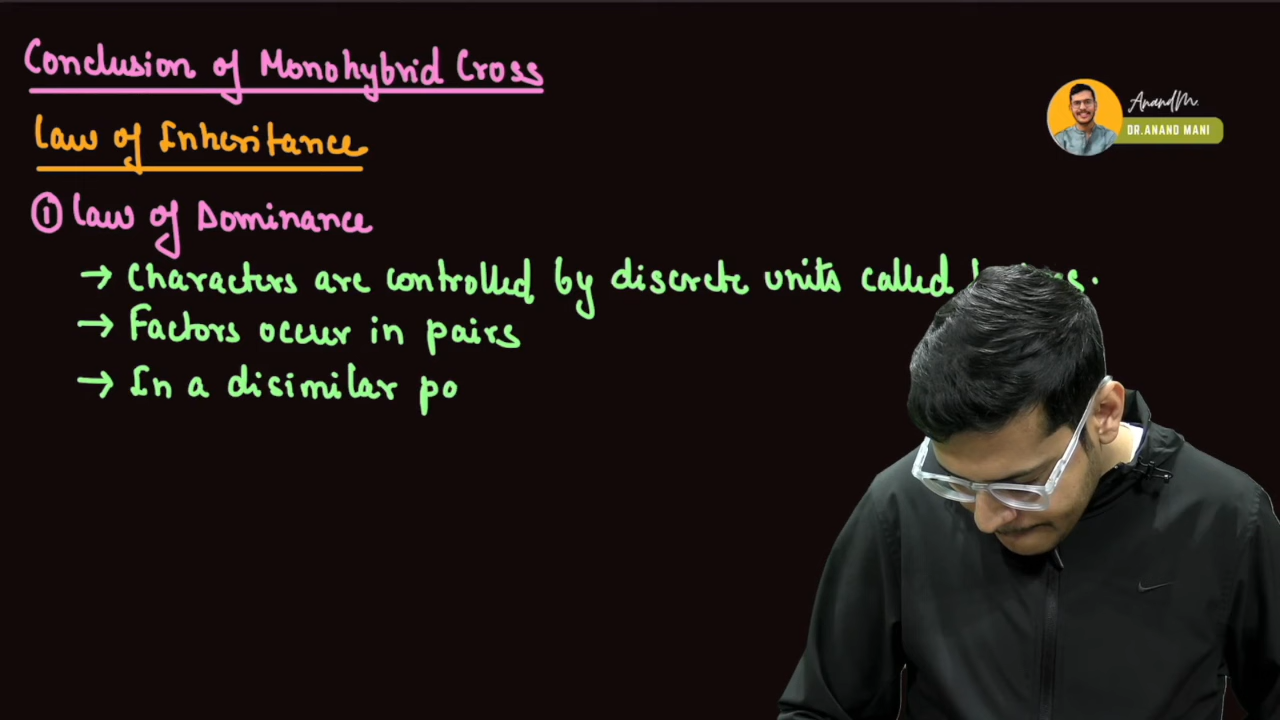 Conclusion of Monohybrid Cross
Law of Inheritance
AnandM.
DR.ANAND MANI
① Law of Dominance
→ Characters are controlled by discrete units called
→ Factors occur in pairs
→ In a disimilar pa